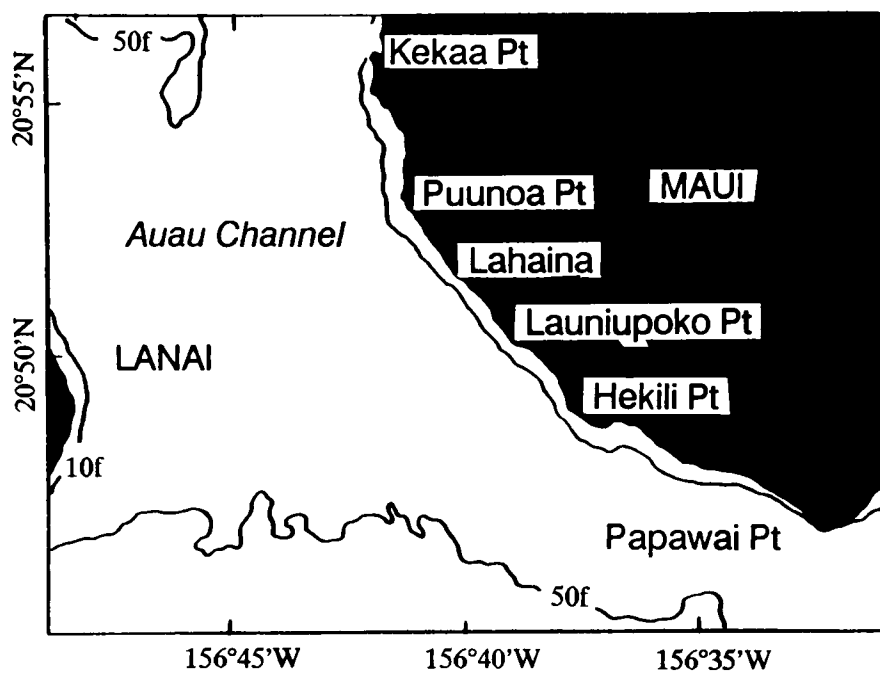 50f
Kekaa Pt
20°55'N
Puunoa Pt
MAUI
Auau Channel
Lahaina
Launiupoko Pt
20°50'N
LANAI
Hekili Pt
10f
Papawai Pt
50f
156°45'W
156°40'W
156°35'W